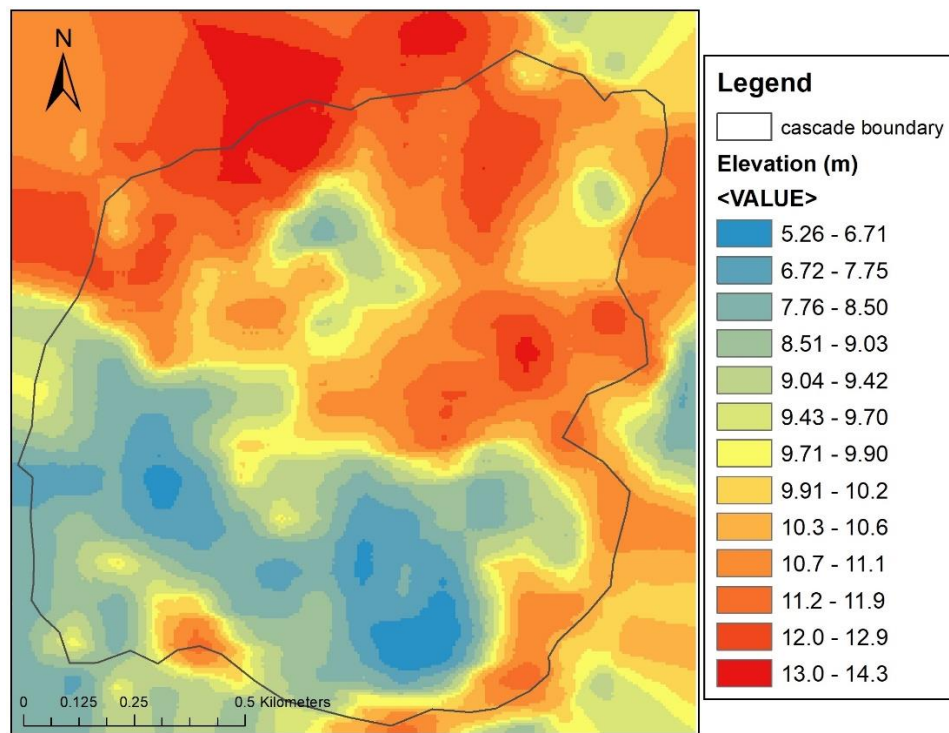 N
0 0.125 0.25 0.5 Kilometers
Legend
cascade boundary
Elevation (m)
<VALUE>
5.26 - 6.71
6.72 - 7.75
7.76 - 8.50
8.51 - 9.03
9.04 - 9.42
9.43 - 9.70
9.71 - 9.90
9.91 - 10.2
10.3 - 10.6
10.7 - 11.1
11.2 - 11.9
12.0 - 12.9
13.0 - 14.3